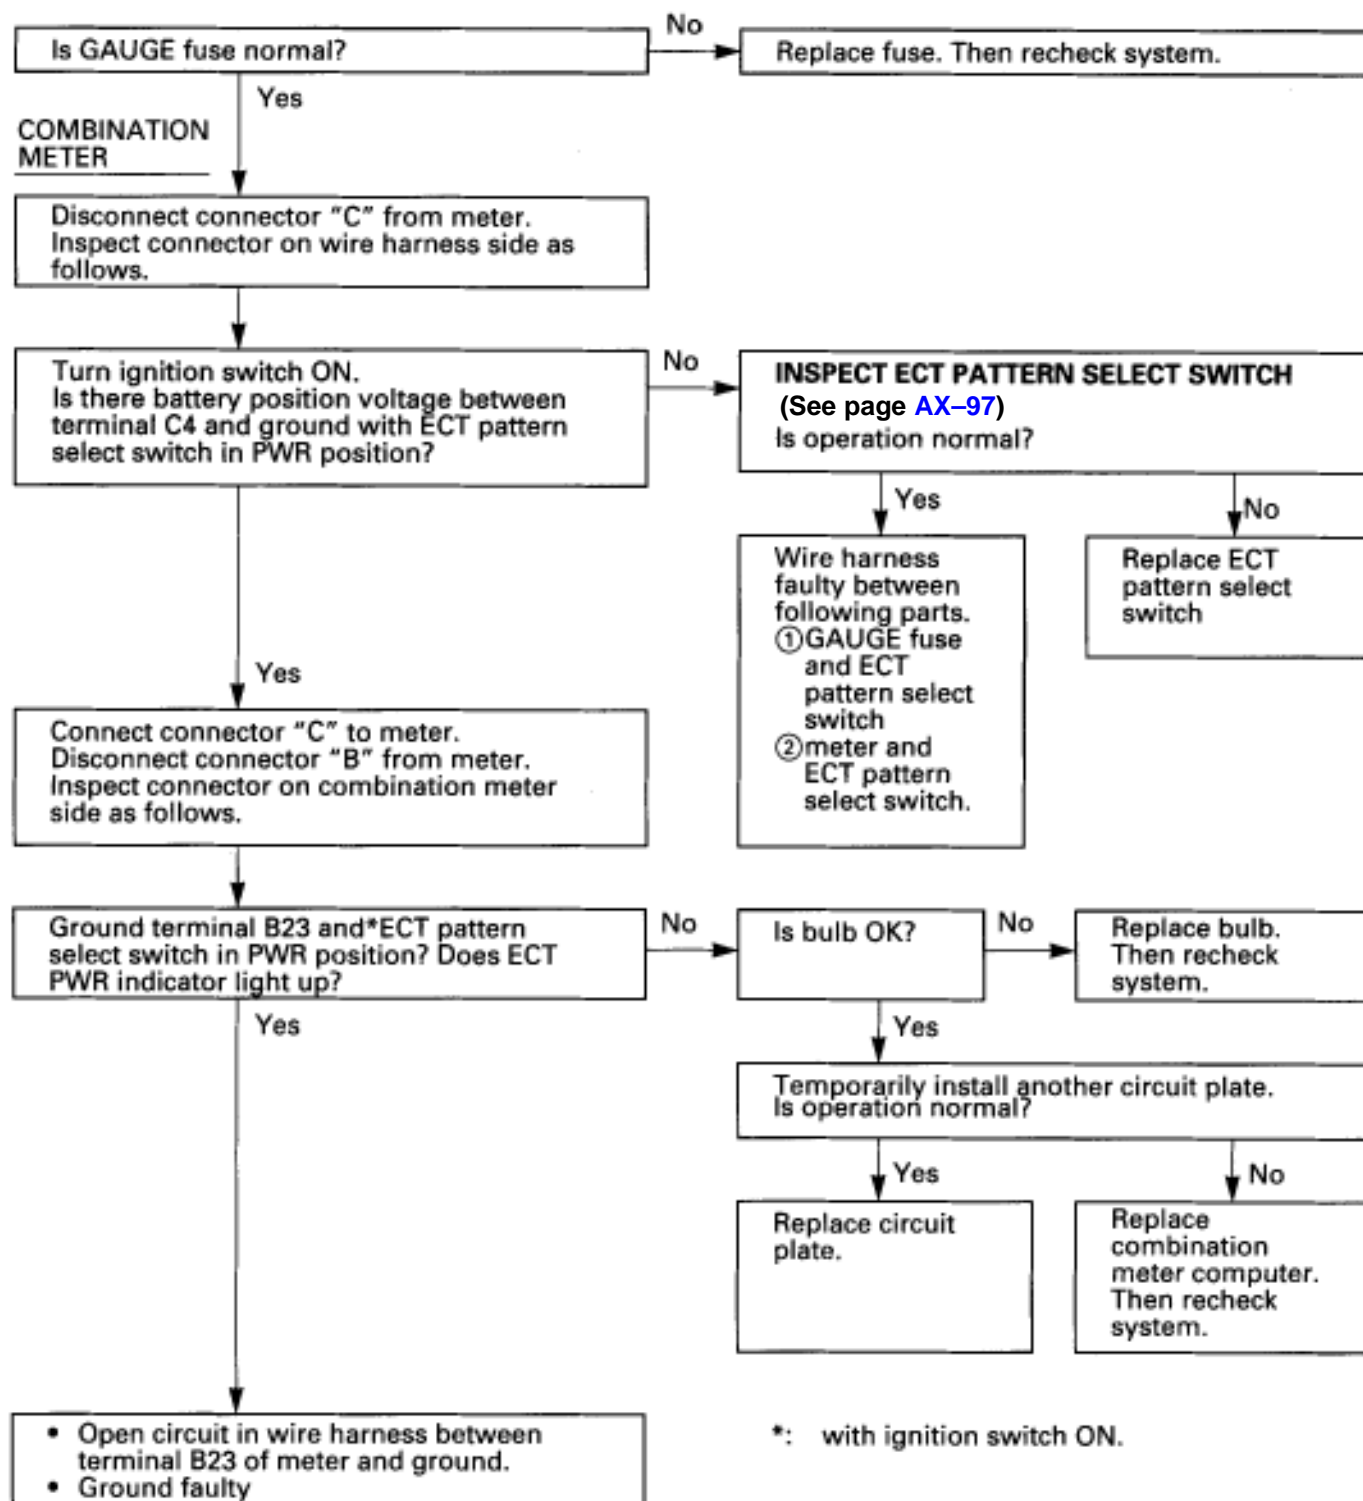 Is GAUGE fuse normal?
No
Replace fuse. Then recheck system.
Yes
COMBINATION
METER
Disconnect connector "C" from meter.
Inspect connector on wire harness side as
follows.
Turn ignition switch ON.
Is there battery position voltage between
terminal C4 and ground with ECT pattern
select switch in PWR position?
No
INSPECT ECT PATTERN SELECT SWITCH
(See page AX–97)
Is operation normal?
Yes
No
Wire harness
faulty between
following parts.
①GAUGE fuse
and ECT
pattern select
switch
②meter and
ECT pattern
select switch.
Replace ECT
pattern select
switch
Yes
Connect connector "C" to meter.
Disconnect connector "B" from meter.
Inspect connector on combination meter
side as follows.
Ground terminal B23 and*ECT pattern
select switch in PWR position? Does ECT
PWR indicator light up?
No
Is bulb OK?
No
Replace bulb.
Then recheck
system.
Yes
Yes
Temporarily install another circuit plate.
Is operation normal?
Yes
No
Replace circuit
plate.
Replace
combination
meter computer.
Then recheck
system.
• Open circuit in wire harness between
terminal B23 of meter and ground.
• Ground faulty
*: with ignition switch ON.